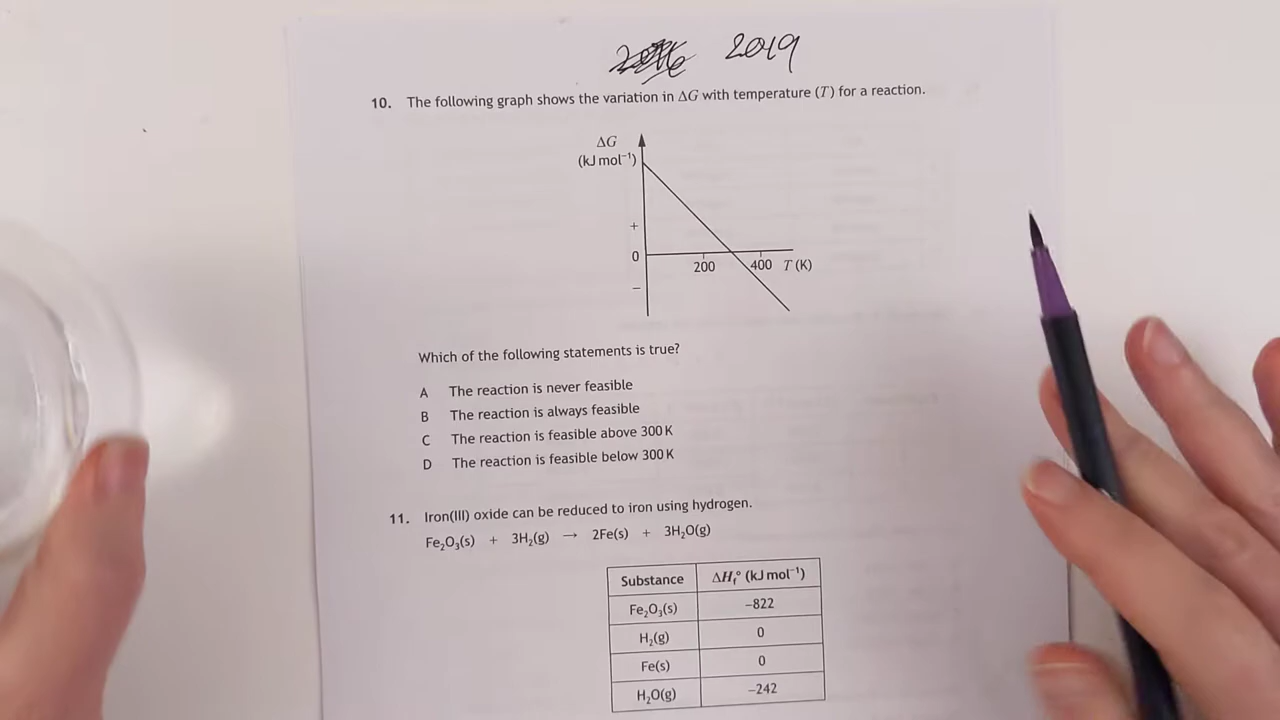 2019
10. The following graph shows the variation in ΔG with temperature (T) for a reaction.
ΔG
(kJ mol⁻¹)
+
0
200 400 T (K)
−
Which of the following statements is true?
A The reaction is never feasible
B The reaction is always feasible
C The reaction is feasible above 300 K
D The reaction is feasible below 300 K
11. Iron(III) oxide can be reduced to iron using hydrogen.
Fe₂O₃(s) + 3H₂(g) → 2Fe(s) + 3H₂O(g)
Substance ΔHf° (kJ mol⁻¹)
Fe₂O₃(s) −822
H₂(g) 0
Fe(s) 0
H₂O(g) −242